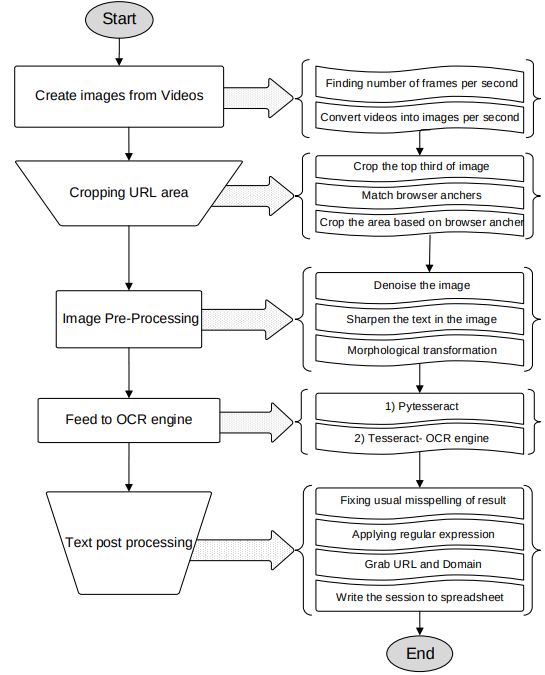 Start
Create images from Videos
Finding number of frames per second
Convert videos into images per second
Cropping URL area
Crop the top third of image
Match browser anchers
Crop the area based on browser ancher
Image Pre-Processing
Denoise the image
Sharpen the text in the image
Morphological transformation
Feed to OCR engine
1) Pytesseract
2) Tesseract- OCR engine
Text post processing
Fixing usual misspelling of result
Applying regular expression
Grab URL and Domain
Write the session to spreadsheet
End